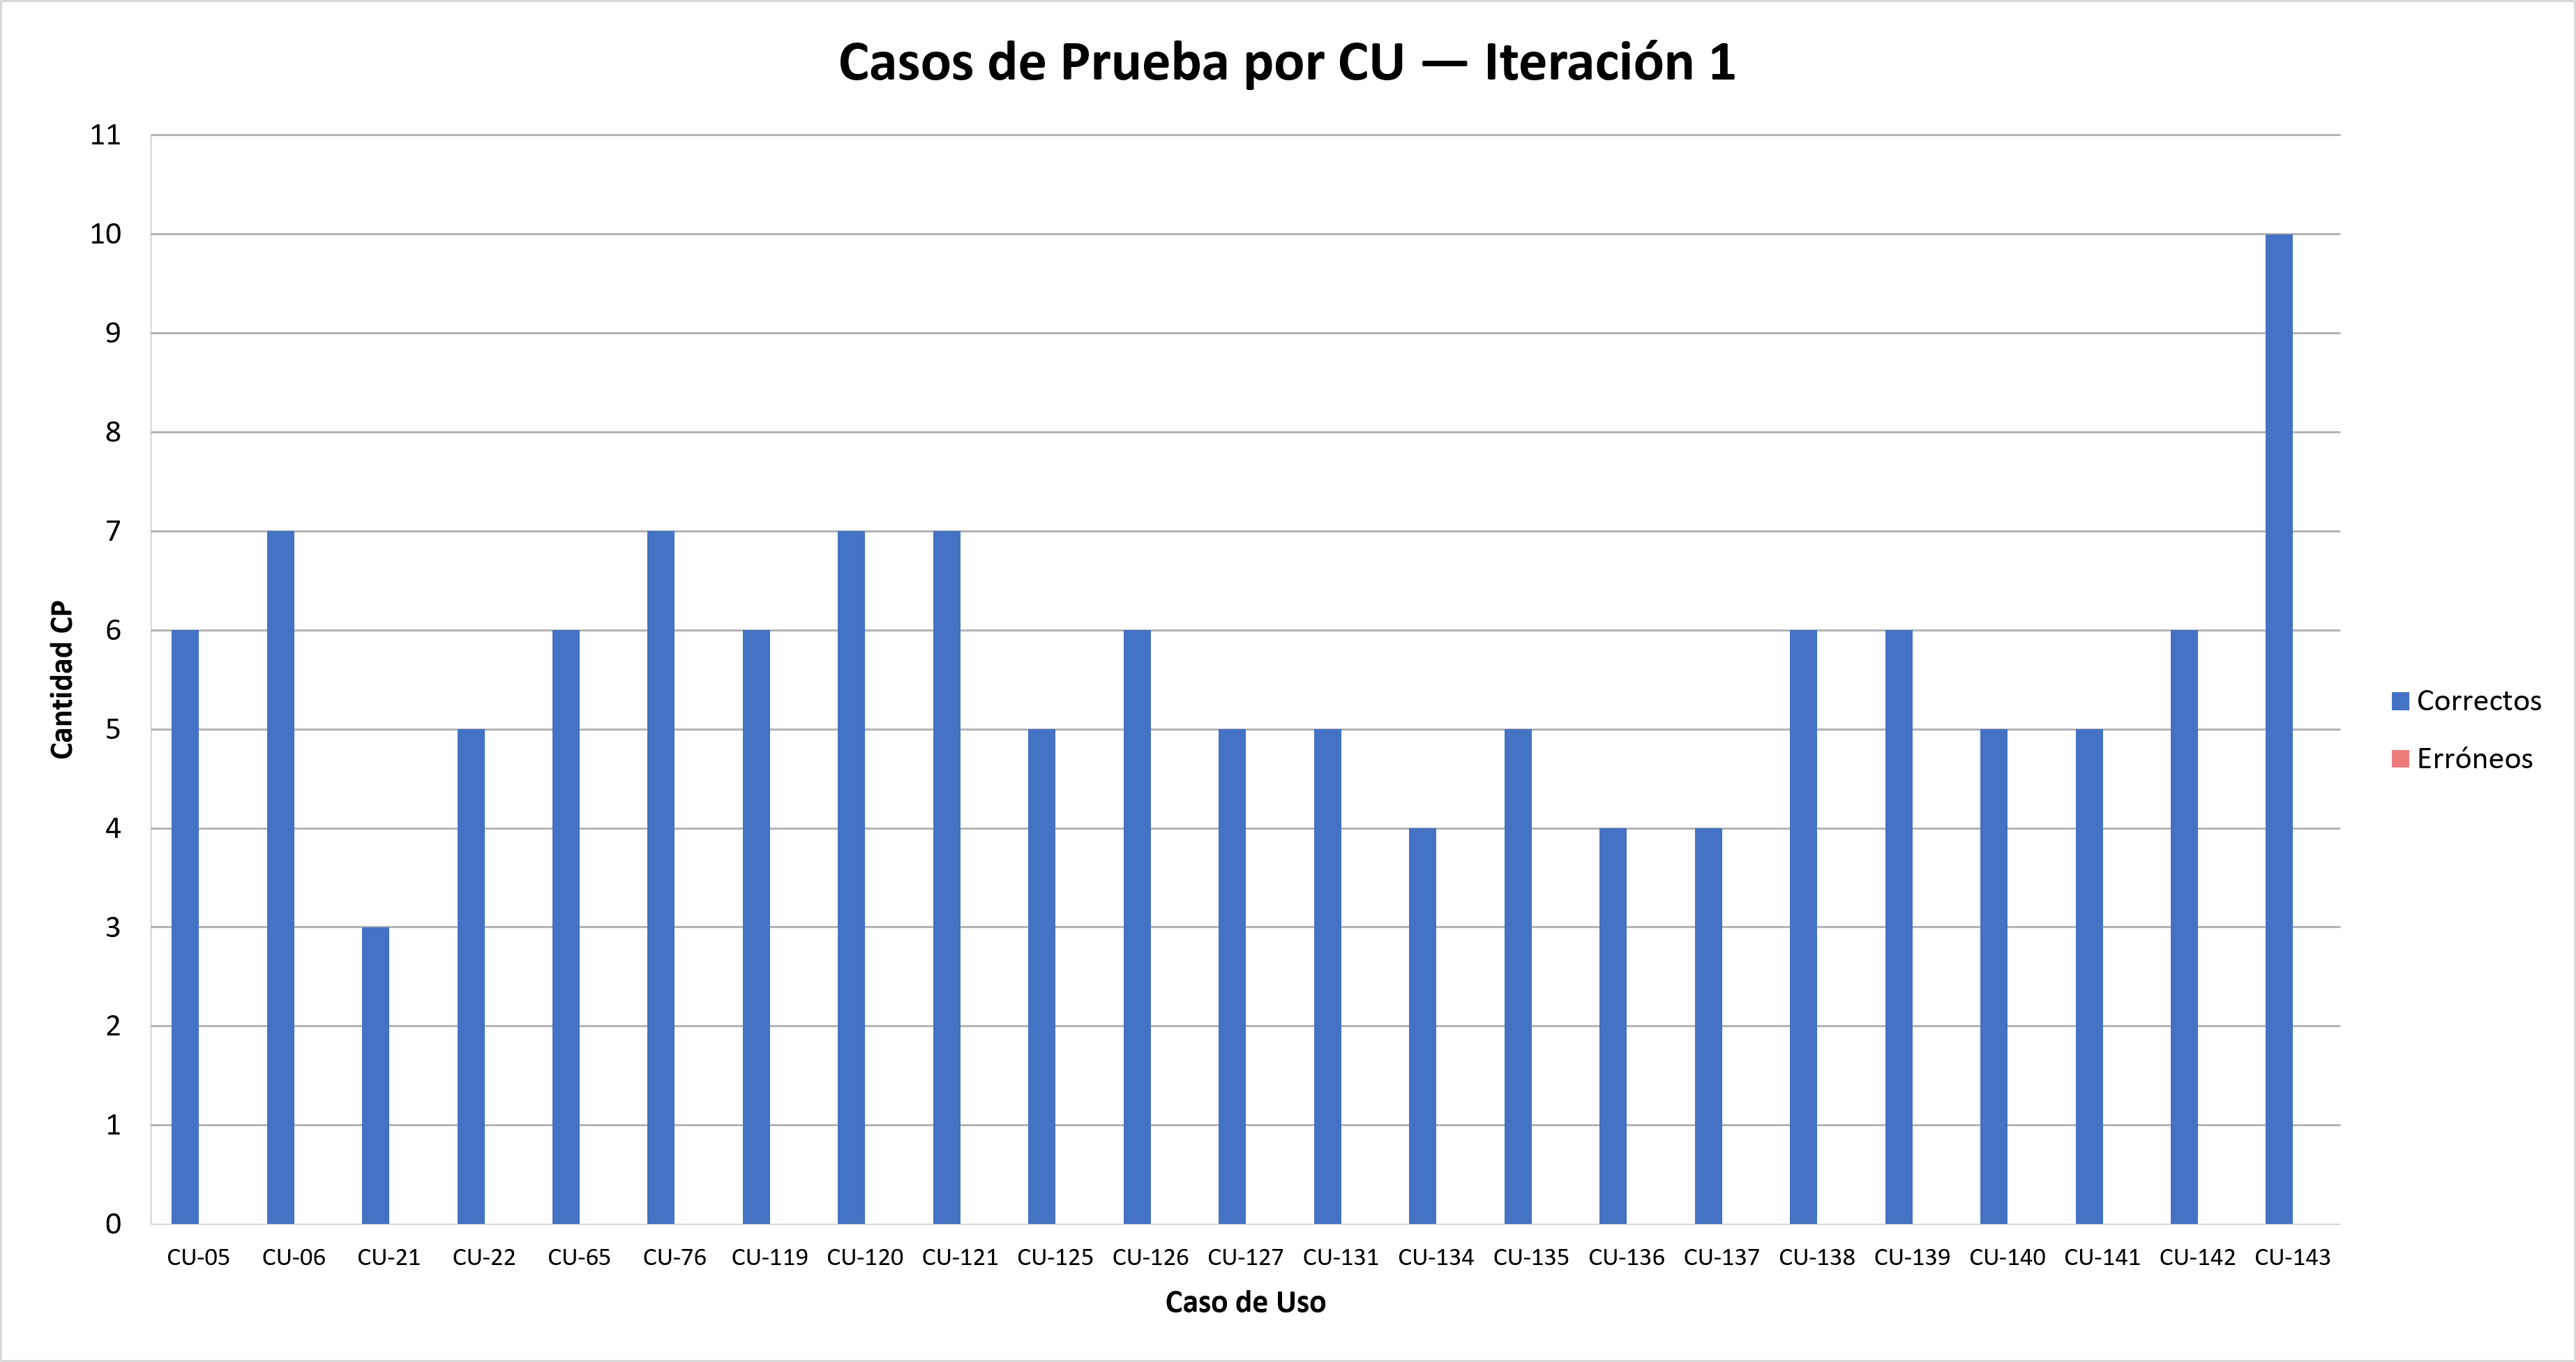 Casos de Prueba por CU — Iteración 1
11
10
9
8
7
6
5
4
3
2
1
0
Cantidad CP
CU-05 CU-06 CU-21 CU-22 CU-65 CU-76 CU-119 CU-120 CU-121 CU-125 CU-126 CU-127 CU-131 CU-134 CU-135 CU-136 CU-137 CU-138 CU-139 CU-140 CU-141 CU-142 CU-143
Caso de Uso
Correctos
Erróneos